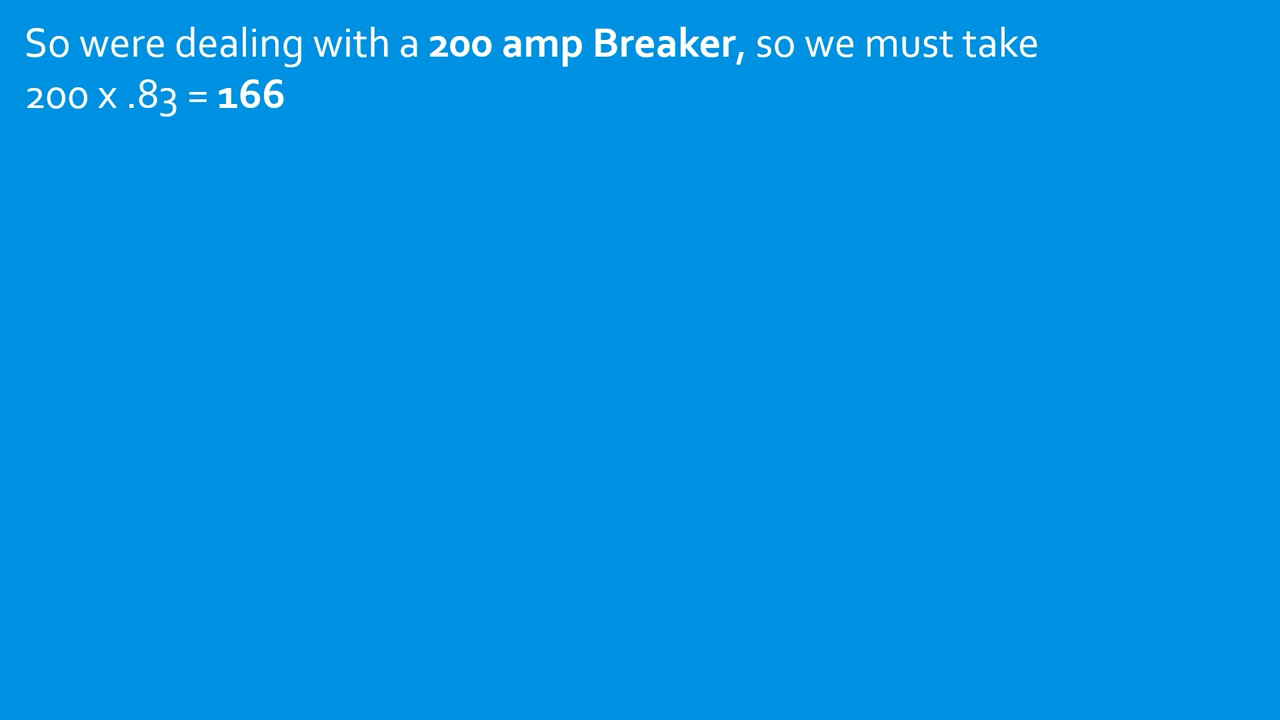 So were dealing with a 200 amp Breaker, so we must take
200 x .83 = 166